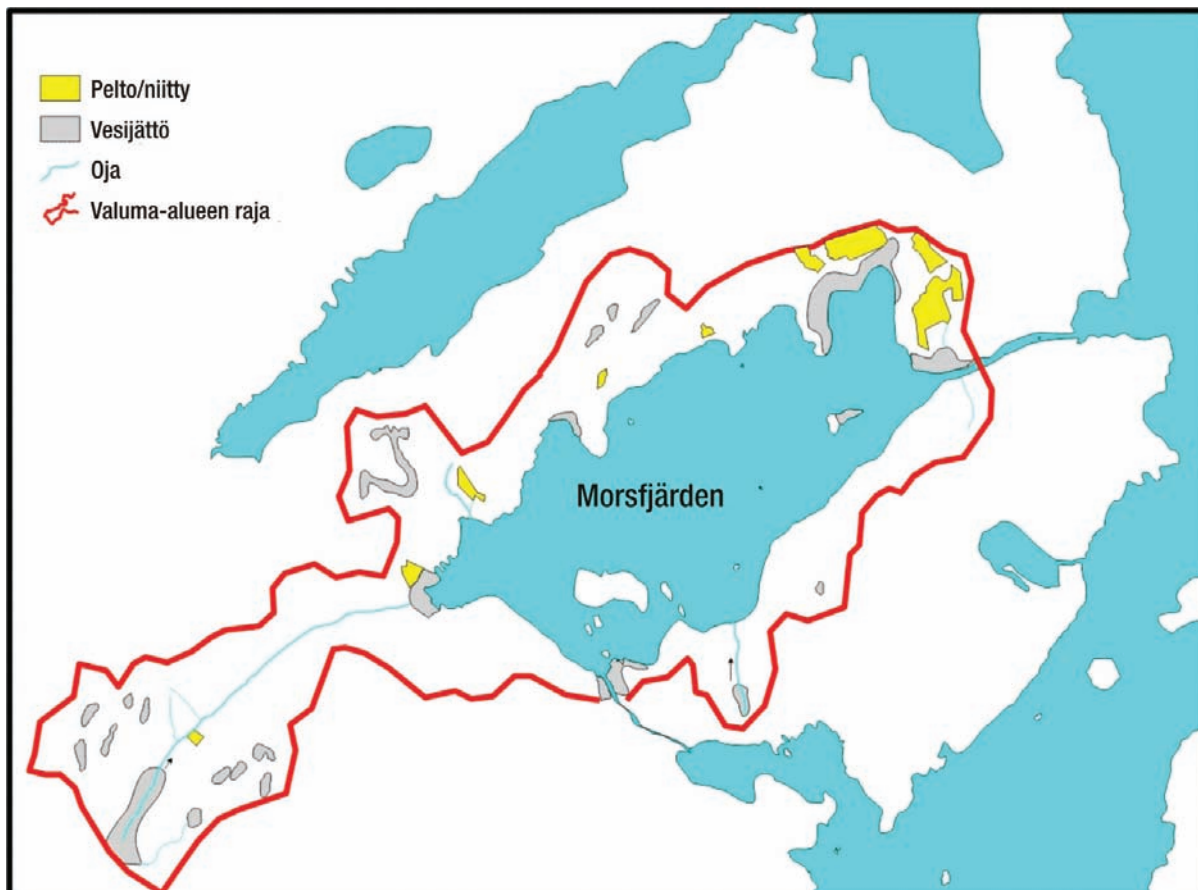 Pelto/niitty
Vesijättö
Oja
Valuma-alueen raja
Morsfjärden